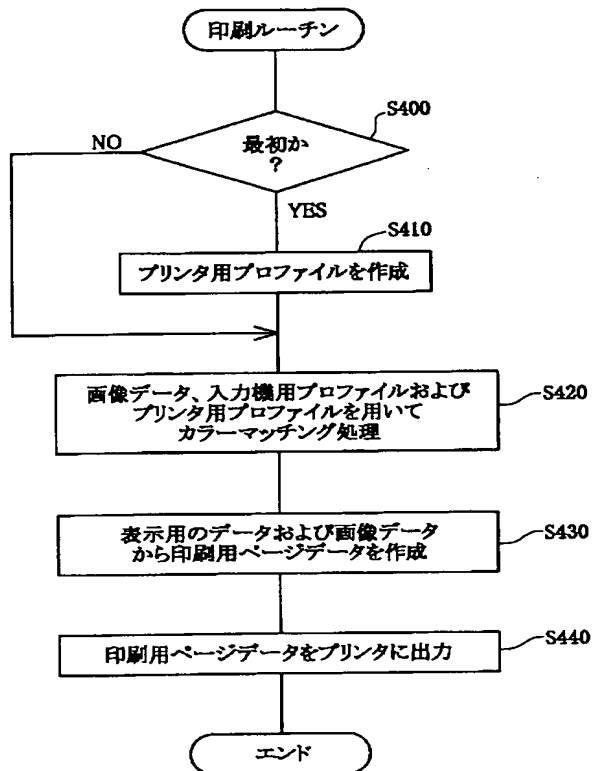 印刷ルーチン
S400
最初か
?
NO
YES
S410
プリンタ用プロファイルを作成
画像データ、入力機用プロファイルおよび
プリンタ用プロファイルを用いて
カラーマッチング処理
S420
表示用のデータおよび画像データ
から印刷用ページデータを作成
S430
印刷用ページデータをプリンタに出力
S440
エンド